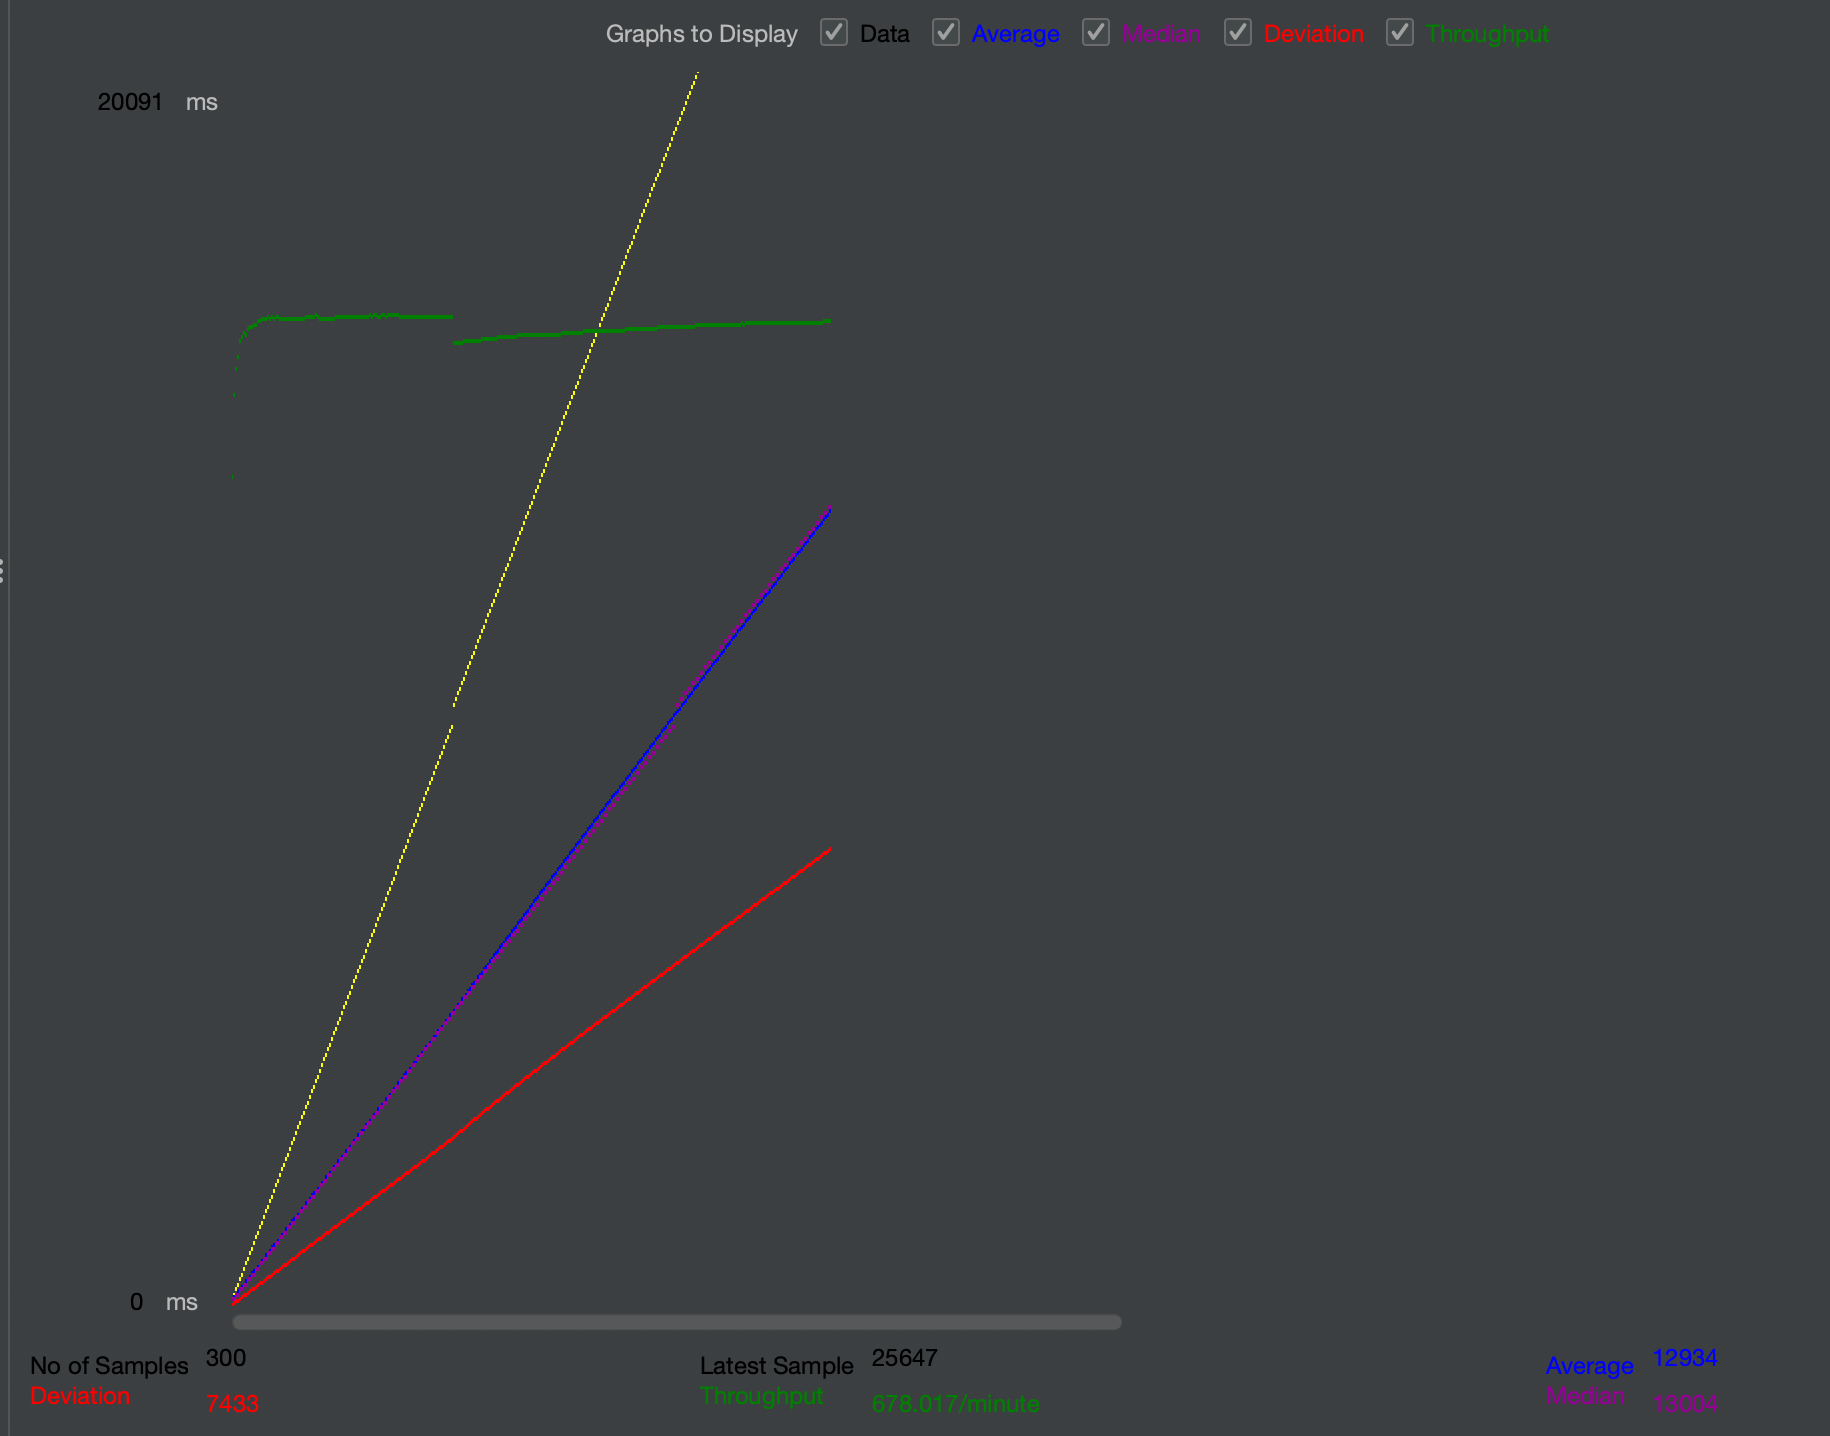 Graphs to Display Data Average Median Deviation Throughput
20091 ms
0 ms
No of Samples 300 Latest Sample 25647 Average 12934
Deviation 7433 Throughput 678.017/minute Median 13004